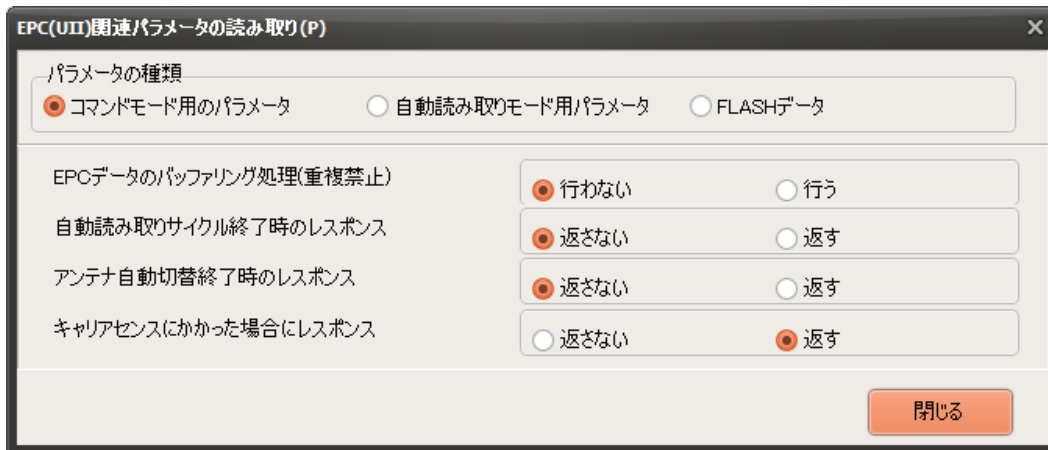 EPC(UII)関連パラメータの読み取り(P)
パラメータの種類
コマンドモード用のパラメータ 自動読み取りモード用パラメータ FLASHデータ
EPCデータのバッファリング処理(重複禁止) 行わない 行う
自動読み取りサイクル終了時のレスポンス 返さない 返す
アンテナ自動切替終了時のレスポンス 返さない 返す
キャリアセンスにかかった場合にレスポンス 返さない 返す
閉じる